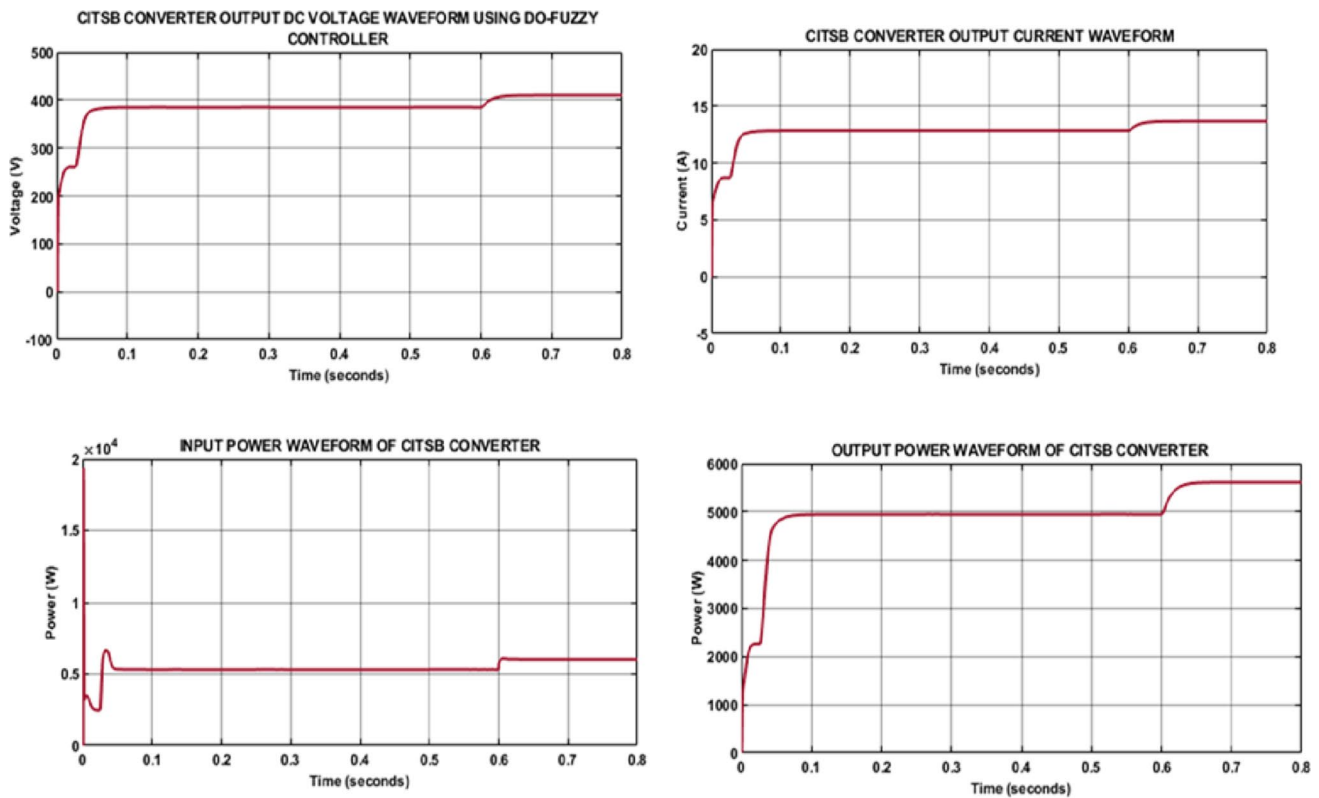 CITSB CONVERTER OUTPUT DC VOLTAGE WAVEFORM USING DO-FUZZY
CONTROLLER
500
400
300
200
100
0
-100
Voltage (V)
0 0.1 0.2 0.3 0.4 0.5 0.6 0.7 0.8
Time (seconds)
CITSB CONVERTER OUTPUT CURRENT WAVEFORM
20
15
10
5
0
-5
Current (A)
0 0.1 0.2 0.3 0.4 0.5 0.6 0.7 0.8
Time (seconds)
INPUT POWER WAVEFORM OF CITSB CONVERTER
×10⁴
2
1.5
1
0.5
0
Power (W)
0 0.1 0.2 0.3 0.4 0.5 0.6 0.7 0.8
Time (seconds)
OUTPUT POWER WAVEFORM OF CITSB CONVERTER
6000
5000
4000
3000
2000
1000
0
Power (W)
0 0.1 0.2 0.3 0.4 0.5 0.6 0.7 0.8
Time (seconds)